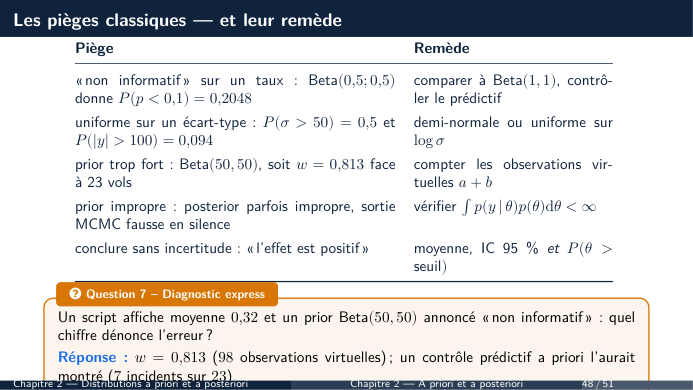 Les pièges classiques — et leur remède
Piège Remède
« non informatif » sur un taux : Beta(0,5; 0,5) comparer à Beta(1, 1), contrô-
donne P(p < 0,1) = 0,2048 ler le prédictif
uniforme sur un écart-type : P(σ > 50) = 0,5 et demi-normale ou uniforme sur
P(|y| > 100) = 0,094 log σ
prior trop fort : Beta(50, 50), soit w = 0,813 face compter les observations vir-
à 23 vols tuelles a + b
prior impropre : posterior parfois impropre, sortie vérifier ∫ p(y | θ)p(θ)dθ < ∞
MCMC fausse en silence
conclure sans incertitude : « l'effet est positif » moyenne, IC 95 % et P(θ >
seuil)
? Question 7 – Diagnostic express
Un script affiche moyenne 0,32 et un prior Beta(50, 50) annoncé « non informatif » : quel
chiffre dénonce l'erreur ?
Réponse : w = 0,813 (98 observations virtuelles) ; un contrôle prédictif a priori l'aurait
montré (7 incidents sur 23).
Chapitre 2 — Distributions a priori et a posteriori Chapitre 2 — A priori et a posteriori 48 / 51